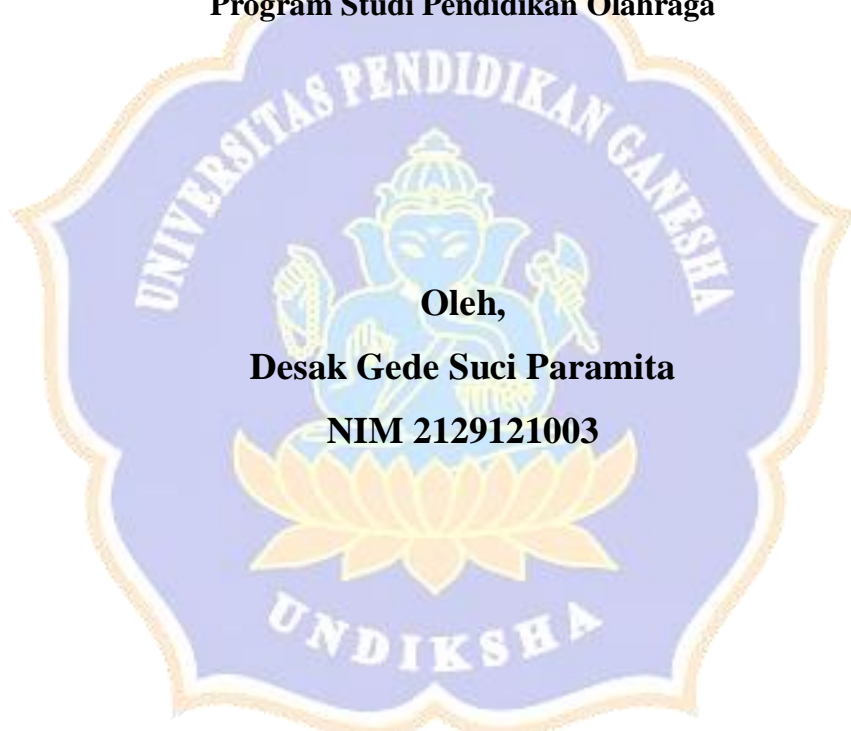 Program Studi Pendidikan Olahraga
UNIVERSITAS PENDIDIKAN GANESHA
Oleh,
Desak Gede Suci Paramita
NIM 2129121003
UNDIKSHA